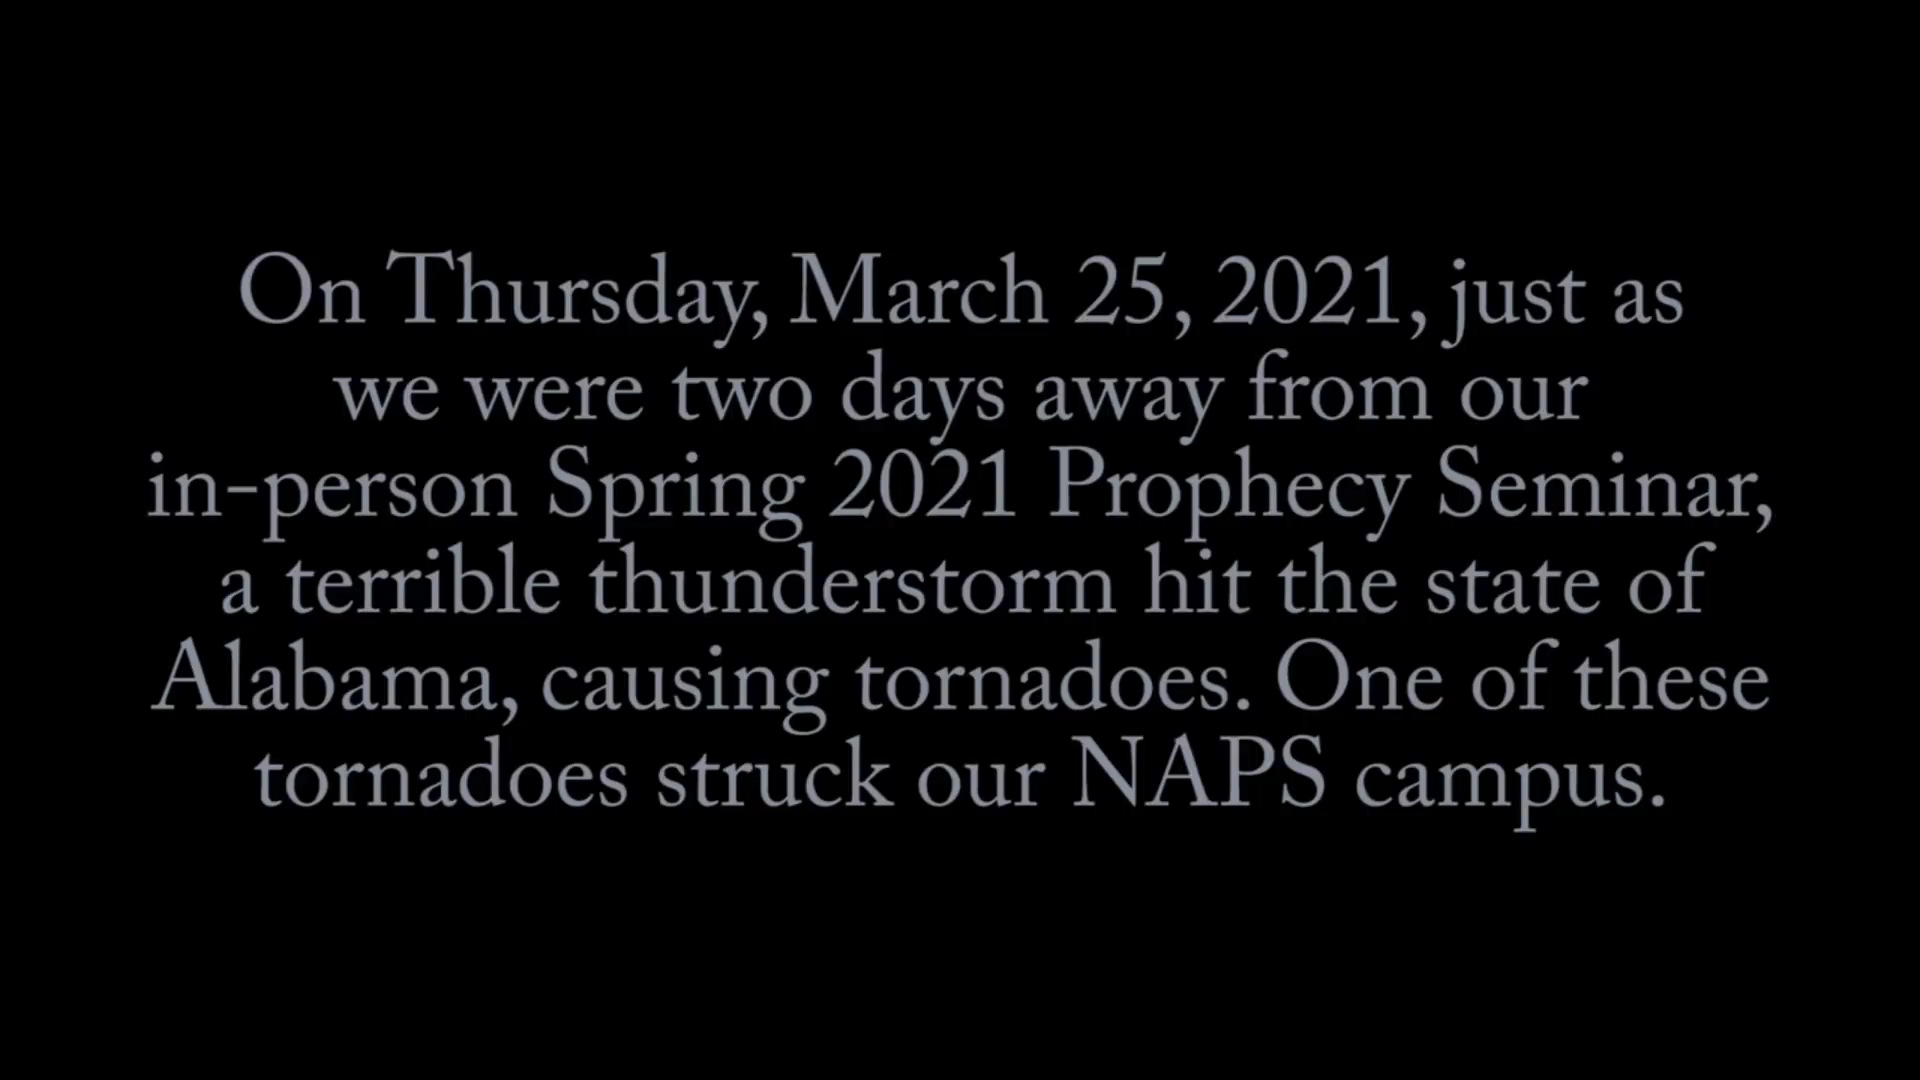 On Thursday, March 25, 2021, just as
we were two days away from our
in-person Spring 2021 Prophecy Seminar,
a terrible thunderstorm hit the state of
Alabama, causing tornadoes. One of these
tornadoes struck our NAPS campus.